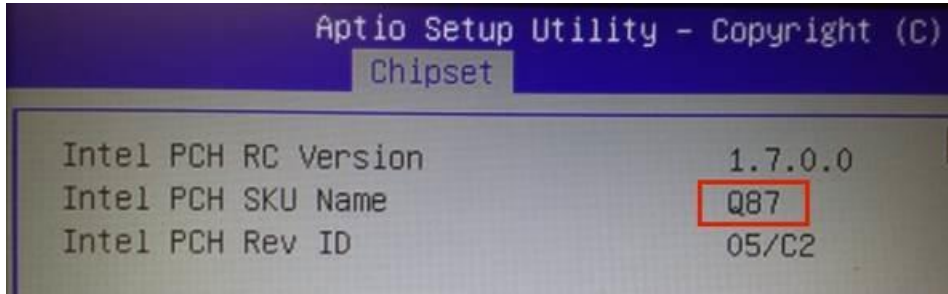 Aptio Setup Utility – Copyright (C)
Chipset
Intel PCH RC Version 1.7.0.0
Intel PCH SKU Name Q87
Intel PCH Rev ID 05/C2